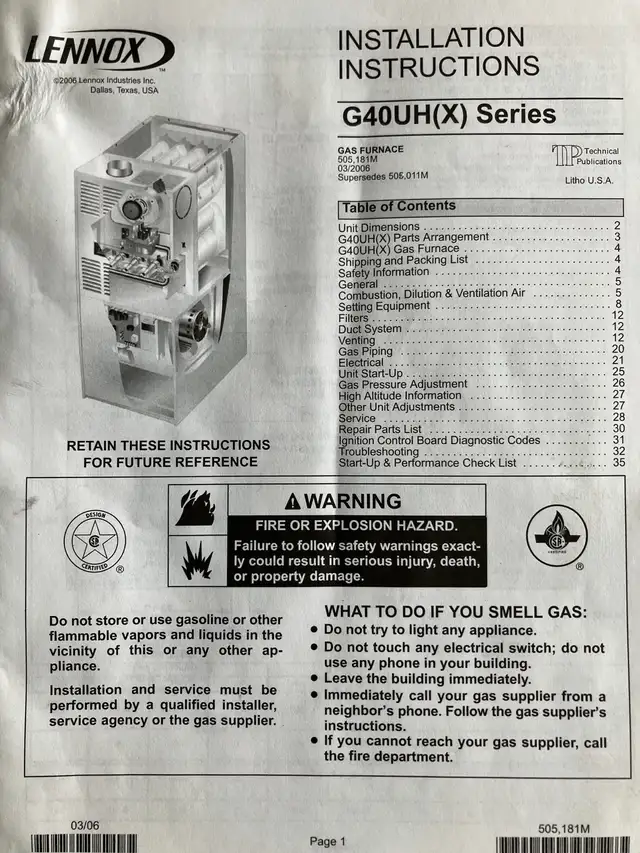 LENNOX
™
©2006 Lennox Industries Inc.
Dallas, Texas, USA
RETAIN THESE INSTRUCTIONS
FOR FUTURE REFERENCE
INSTALLATION
INSTRUCTIONS
G40UH(X) Series
GAS FURNACE
505,181M
03/2006
Supersedes 505,011M
TP Technical
Publications
Litho U.S.A.
Table of Contents
Unit Dimensions . . . . . . . . . . . . . . . . . . . . . . . . . . . . 2
G40UH(X) Parts Arrangement . . . . . . . . . . . . . . . . . . 3
G40UH(X) Gas Furnace . . . . . . . . . . . . . . . . . . . . . . 4
Shipping and Packing List . . . . . . . . . . . . . . . . . . . . . 4
Safety Information . . . . . . . . . . . . . . . . . . . . . . . . . . 4
General . . . . . . . . . . . . . . . . . . . . . . . . . . . . . . . . . 5
Combustion, Dilution & Ventilation Air . . . . . . . . . . . . 5
Setting Equipment . . . . . . . . . . . . . . . . . . . . . . . . . . 8
Filters . . . . . . . . . . . . . . . . . . . . . . . . . . . . . . . . . . 12
Duct System . . . . . . . . . . . . . . . . . . . . . . . . . . . . . 12
Venting . . . . . . . . . . . . . . . . . . . . . . . . . . . . . . . . . 12
Gas Piping . . . . . . . . . . . . . . . . . . . . . . . . . . . . . . 20
Electrical . . . . . . . . . . . . . . . . . . . . . . . . . . . . . . . . 21
Unit Start-Up . . . . . . . . . . . . . . . . . . . . . . . . . . . . . 25
Gas Pressure Adjustment . . . . . . . . . . . . . . . . . . . . 26
High Altitude Information . . . . . . . . . . . . . . . . . . . . . 27
Other Unit Adjustments . . . . . . . . . . . . . . . . . . . . . . 27
Service . . . . . . . . . . . . . . . . . . . . . . . . . . . . . . . . . 28
Repair Parts List . . . . . . . . . . . . . . . . . . . . . . . . . . 30
Ignition Control Board Diagnostic Codes . . . . . . . . . . 31
Troubleshooting . . . . . . . . . . . . . . . . . . . . . . . . . . . 32
Start-Up & Performance Check List . . . . . . . . . . . . . 35
DESIGN
CERTIFIED
®
WARNING
FIRE OR EXPLOSION HAZARD.
Failure to follow safety warnings exact-
ly could result in serious injury, death,
or property damage.
CERTIFIED
®
Do not store or use gasoline or other
flammable vapors and liquids in the
vicinity of this or any other ap-
pliance.
Installation and service must be
performed by a qualified installer,
service agency or the gas supplier.
WHAT TO DO IF YOU SMELL GAS:
• Do not try to light any appliance.
• Do not touch any electrical switch; do not
use any phone in your building.
• Leave the building immediately.
• Immediately call your gas supplier from a
neighbor's phone. Follow the gas supplier's
instructions.
• If you cannot reach your gas supplier, call
the fire department.
03/06
Page 1
505,181M